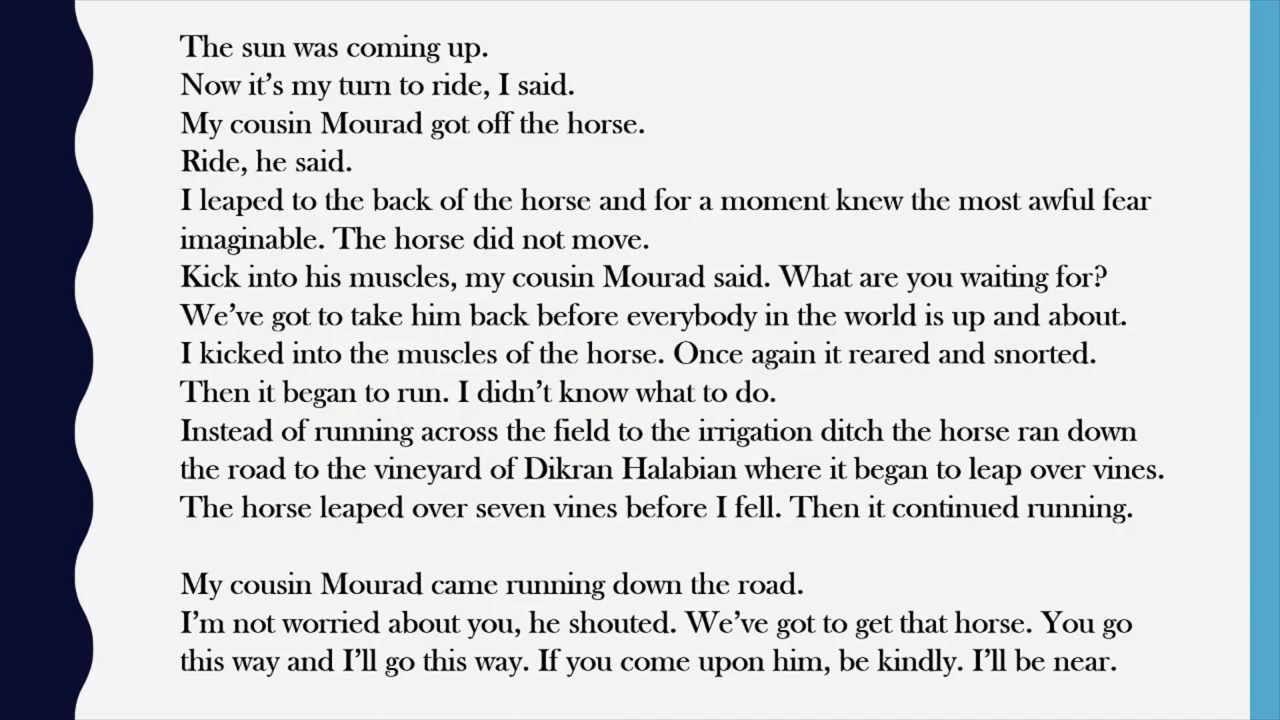 The sun was coming up.
Now it’s my turn to ride, I said.
My cousin Mourad got off the horse.
Ride, he said.
I leaped to the back of the horse and for a moment knew the most awful fear
imaginable. The horse did not move.
Kick into his muscles, my cousin Mourad said. What are you waiting for?
We’ve got to take him back before everybody in the world is up and about.
I kicked into the muscles of the horse. Once again it reared and snorted.
Then it began to run. I didn’t know what to do.
Instead of running across the field to the irrigation ditch the horse ran down
the road to the vineyard of Dikran Halabian where it began to leap over vines.
The horse leaped over seven vines before I fell. Then it continued running.
My cousin Mourad came running down the road.
I’m not worried about you, he shouted. We’ve got to get that horse. You go
this way and I’ll go this way. If you come upon him, be kindly. I’ll be near.